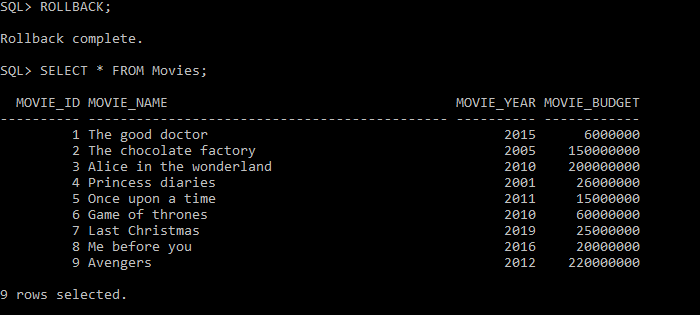 SQL> ROLLBACK;
Rollback complete.
SQL> SELECT * FROM Movies;
MOVIE_ID MOVIE_NAME MOVIE_YEAR MOVIE_BUDGET
---------- --------------------------------------------- ---------- ------------
1 The good doctor 2015 6000000
2 The chocolate factory 2005 150000000
3 Alice in the wonderland 2010 200000000
4 Princess diaries 2001 26000000
5 Once upon a time 2011 15000000
6 Game of thrones 2010 60000000
7 Last Christmas 2019 25000000
8 Me before you 2016 20000000
9 Avengers 2012 220000000
9 rows selected.